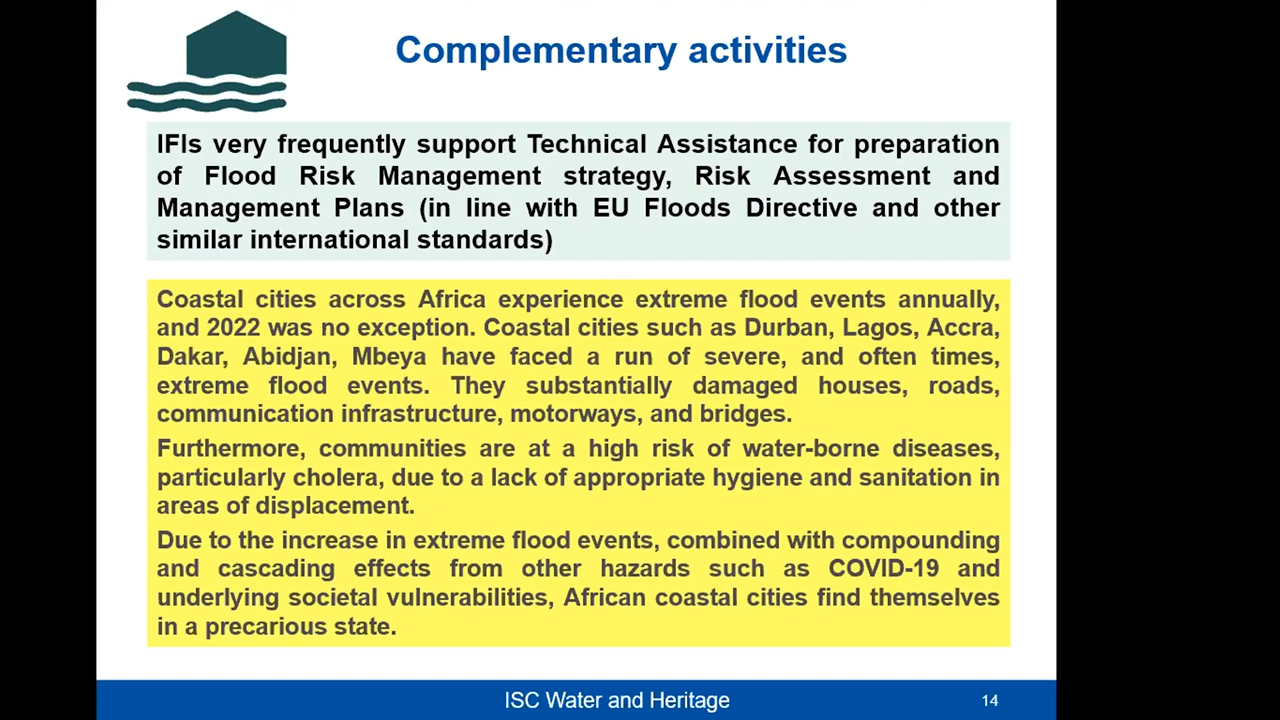 Complementary activities
IFIs very frequently support Technical Assistance for preparation
of Flood Risk Management strategy, Risk Assessment and
Management Plans (in line with EU Floods Directive and other
similar international standards)
Coastal cities across Africa experience extreme flood events annually,
and 2022 was no exception. Coastal cities such as Durban, Lagos, Accra,
Dakar, Abidjan, Mbeya have faced a run of severe, and often times,
extreme flood events. They substantially damaged houses, roads,
communication infrastructure, motorways, and bridges.
Furthermore, communities are at a high risk of water-borne diseases,
particularly cholera, due to a lack of appropriate hygiene and sanitation in
areas of displacement.
Due to the increase in extreme flood events, combined with compounding
and cascading effects from other hazards such as COVID-19 and
underlying societal vulnerabilities, African coastal cities find themselves
in a precarious state.
ISC Water and Heritage
14